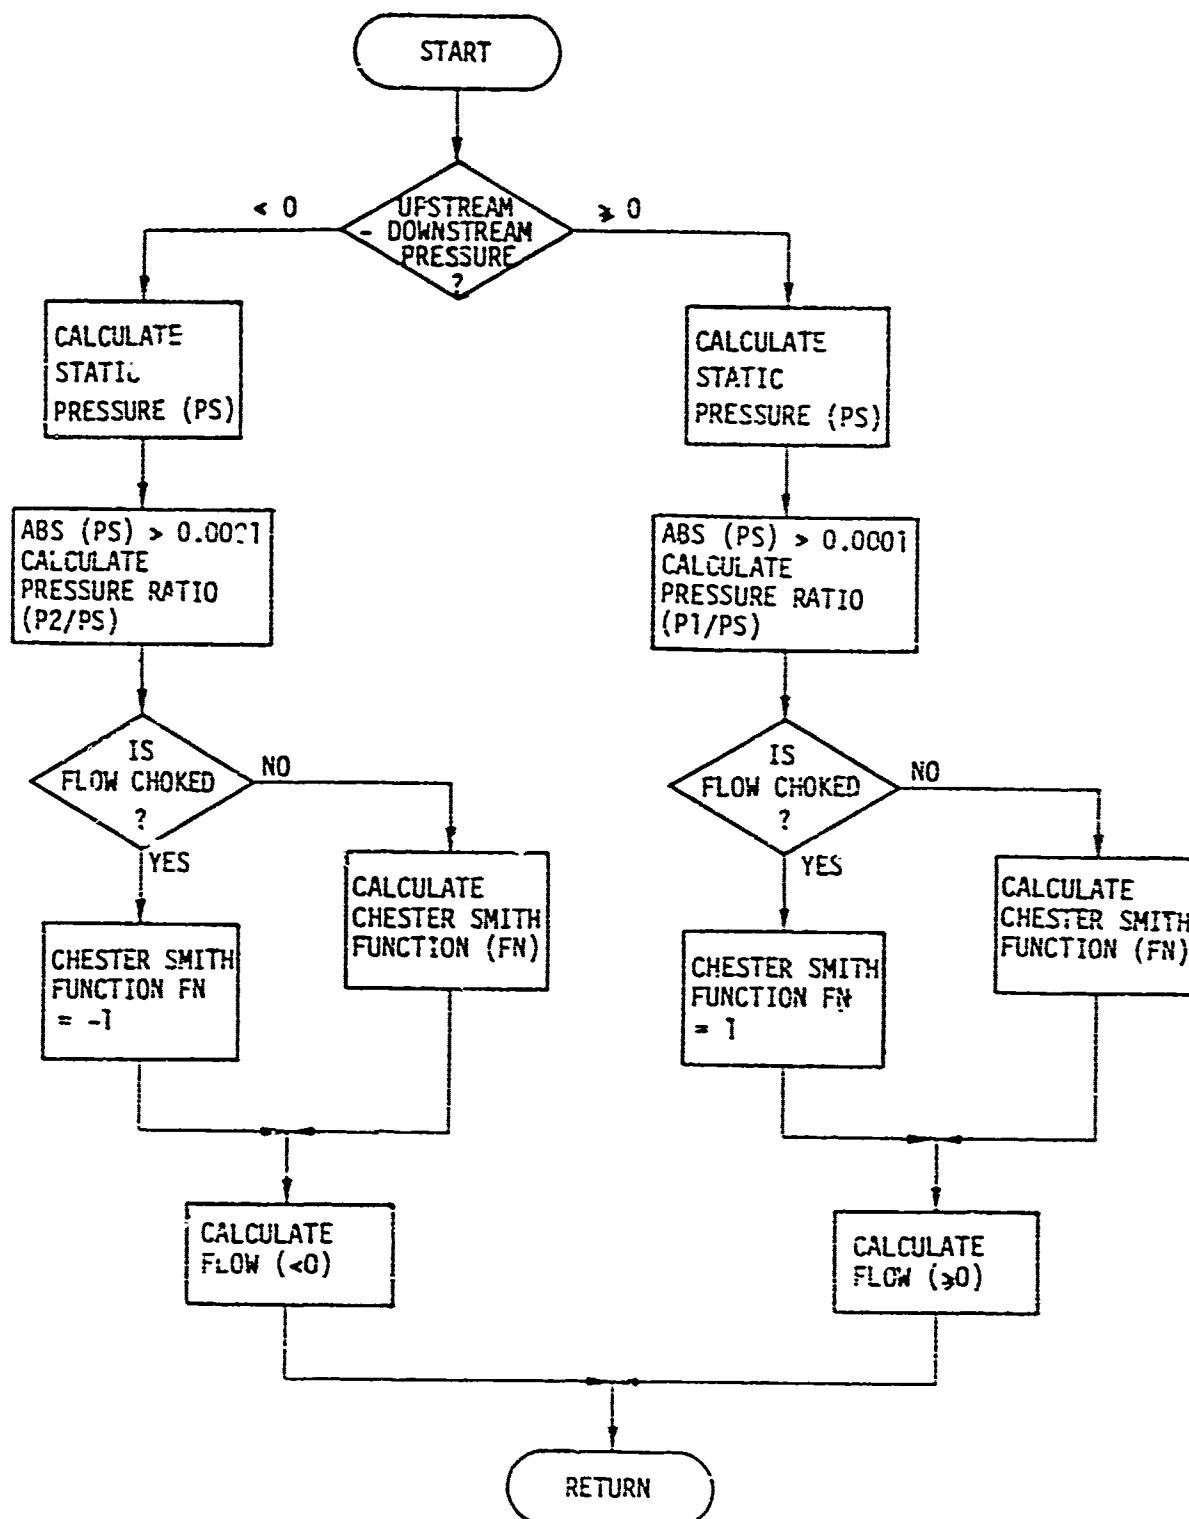 START
< 0
⩾ 0
UPSTREAM
- DOWNSTREAM
PRESSURE
?
CALCULATE
STATIC
PRESSURE (PS)
CALCULATE
STATIC
PRESSURE (PS)
ABS (PS) > 0.0001
CALCULATE
PRESSURE RATIO
(P2/PS)
ABS (PS) > 0.0001
CALCULATE
PRESSURE RATIO
(P1/PS)
IS
FLOW CHOKED
?
NO
YES
IS
FLOW CHOKED
?
NO
YES
CHESTER SMITH
FUNCTION FN
= -1
CALCULATE
CHESTER SMITH
FUNCTION (FN)
CHESTER SMITH
FUNCTION FN
= 1
CALCULATE
CHESTER SMITH
FUNCTION (FN)
CALCULATE
FLOW (<0)
CALCULATE
FLOW (⩾0)
RETURN